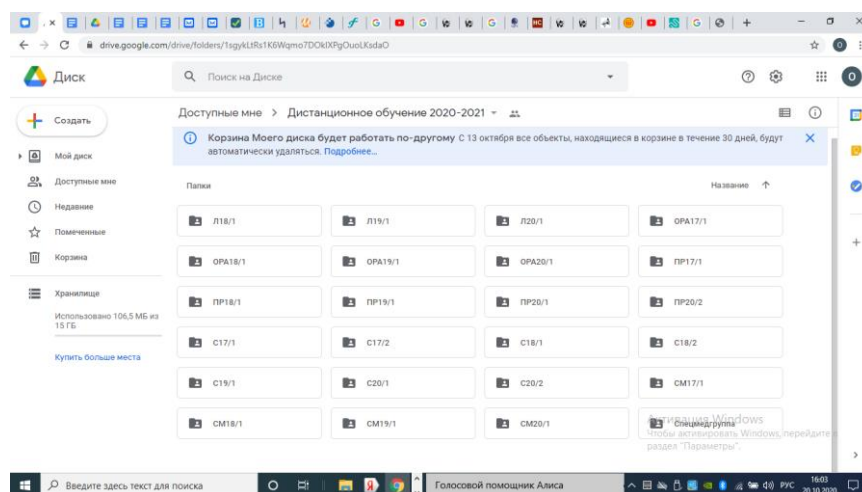 drive.google.com/drive/folders/1sgykLtRs1K6Wqmo7DOkIXPgOuoLKsdaO
Диск
Поиск на Диске
Создать
Доступные мне > Дистанционное обучение 2020-2021
Корзина Моего диска будет работать по-другому С 13 октября все объекты, находящиеся в корзине в течение 30 дней, будут
автоматически удаляться. Подробнее...
Мой диск
Доступные мне
Недавние
Помеченные
Корзина
Хранилище
Использовано 106,5 МБ из
15 ГБ
Купить больше места
Папки Название
Л18/1 Л19/1 Л20/1 ОРА17/1
ОРА18/1 ОРА19/1 ОРА20/1 ПР17/1
ПР18/1 ПР19/1 ПР20/1 ПР20/2
С17/1 С17/2 С18/1 С18/2
С19/1 С20/1 С20/2 СМ17/1
СМ18/1 СМ19/1 СМ20/1 Спецмедгруппа
Активация Windows
Чтобы активировать Windows, перейдите в
раздел "Параметры".
Введите здесь текст для поиска
Голосовой помощник Алиса
РУС
16:03
20.10.2020